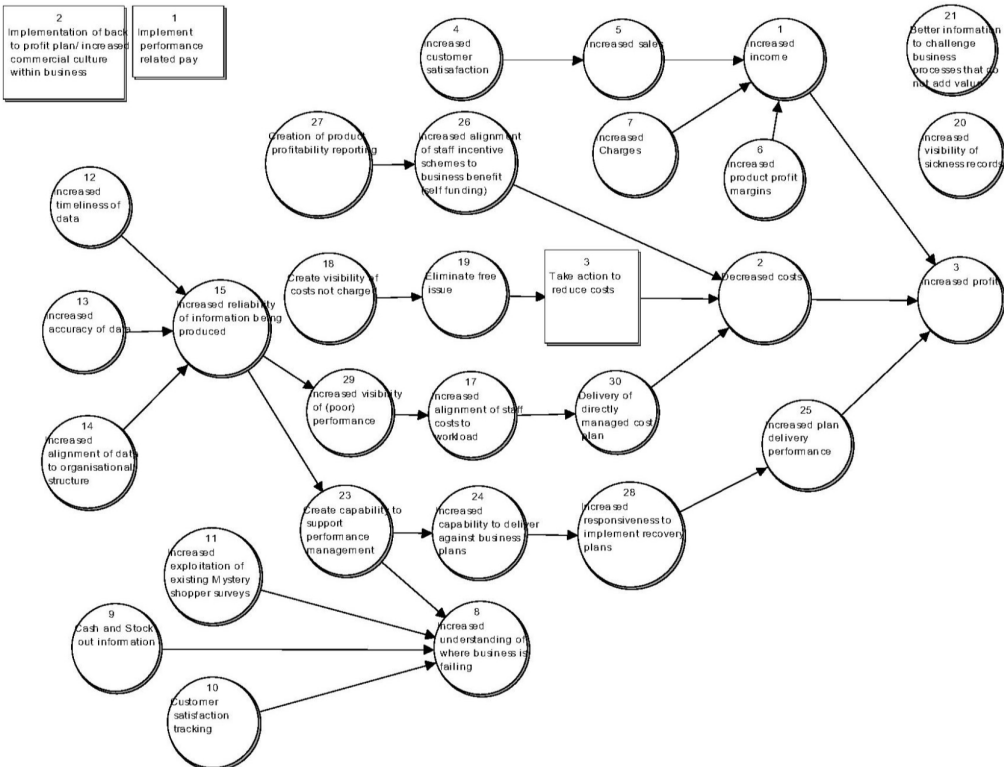 2
Implementation of back
to profit plan/ increased
commercial culture
within business
1
Implement
performance
related pay
4
Increased
customer
satisafaction
5
Increased sales
1
Increased
income
21
Better information
to challenge
business
processes that do
not add value
27
Creation of product
profitability reporting
26
Increased alignment
of staff incentive
schemes to
business benefit
(self funding)
7
Increased
Charges
6
Increased
product profit
margins
20
Increased
visibility of
sickness records
12
Increased
timeliness of
data
18
Create visibility of
costs not charge
19
Eliminate free
issue
3
Take action to
reduce costs
2
Decreased costs
3
Increased profit
13
Increased
accuracy of data
15
Increased reliability
of information being
produced
29
Increased visibility
of (poor)
performance
17
Increased
alignment of staff
costs to
workload
30
Delivery of
directly
managed cost
plan
25
Increased plan
delivery
performance
14
Increased
alignment of data
to organisational
structure
23
Create capability to
support
performance
management
24
Increased
capability to deliver
against business
plans
28
Increased
responsiveness to
implement recovery
plans
11
Increased
exploitation of
existing Mystery
shopper surveys
9
Cash and Stock
out information
8
Increased
understanding of
where business is
failing
10
Customer
satisfaction
tracking